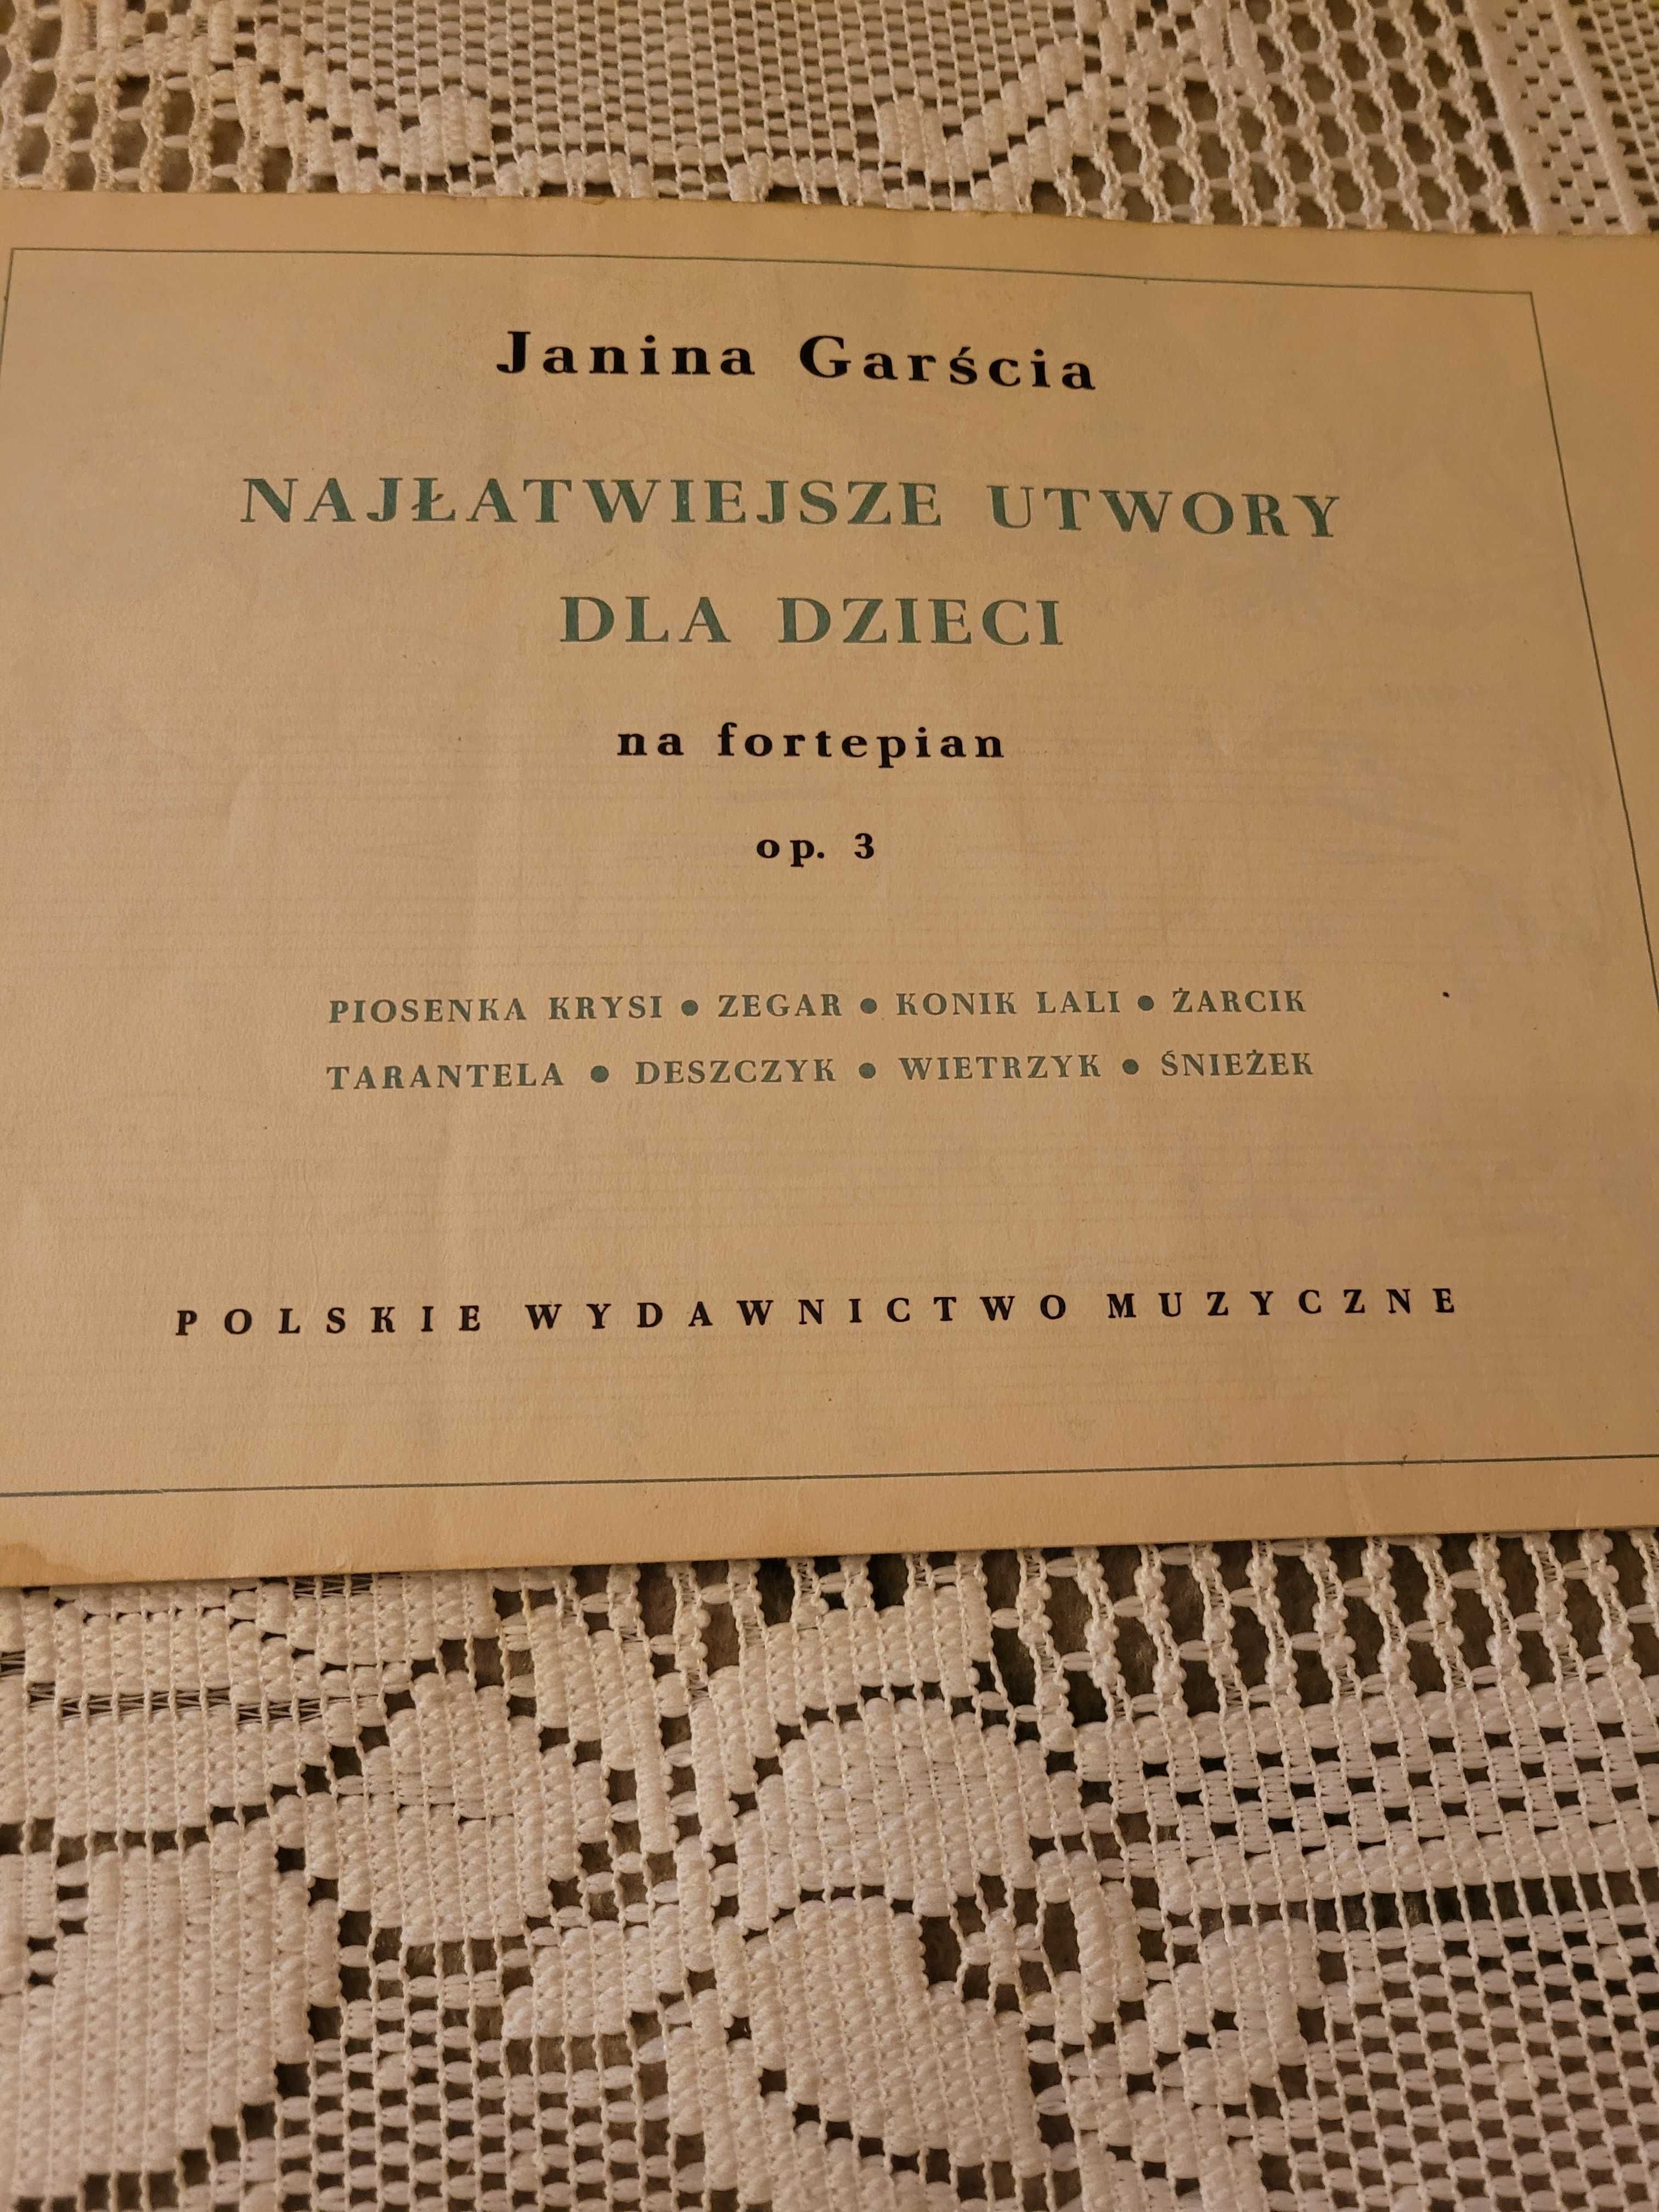 Janina Garścia
NAJŁATWIEJSZE UTWORY
DLA DZIECI
na fortepian
op. 3
PIOSENKA KRYSI ● ZEGAR ● KONIK LALI ● ŻARCIK
TARANTELA ● DESZCZYK ● WIETRZYK ● ŚNIEŻEK
POLSKIE WYDAWNICTWO MUZYCZNE